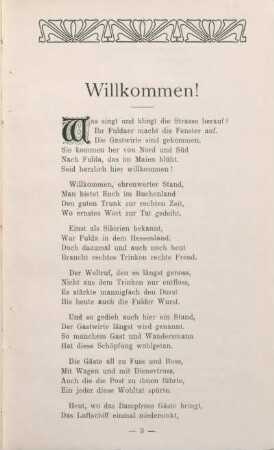 Willkommen!
Was singt und klingt die Strasse herauf?
Ihr Fuldaer macht die Fenster auf.
Die Gastwirte sind gekommen.
Sie kommen her von Nord und Süd
Nach Fulda, das im Maien blüht.
Seid herzlich hier willkommen!
Willkommen, ehrenwerter Stand,
Man bietet Euch im Buchenland
Den guten Trunk zur rechten Zeit,
Wo ernstes Wort zur Tat gedeiht.
Einst als Sibirien bekannt,
War Fulda in dem Hessenland.
Doch dazumal und auch noch heut
Braucht rechtes Trinken rechte Freud.
Der Weltruf, den es längst genoss,
Nicht aus dem Trinken nur entfloss,
Es stärkte mannigfach den Durst
Bis heute auch die Fulder Wurst.
Und so gedieh auch hier ein Stand,
Der Gastwirte längst wird genannt.
So manchem Gast und Wandersmann
Hat diese Schöpfung wohlgetan.
Die Gäste all zu Fuss und Ross,
Mit Wagen und mit Dienertross,
Auch die die Post zu ihnen führte,
Ein jeder diese Wohltat spürte.
Heut, wo das Dampfross Gäste bringt,
Das Luftschiff einmal niedersinkt,
— 3 —